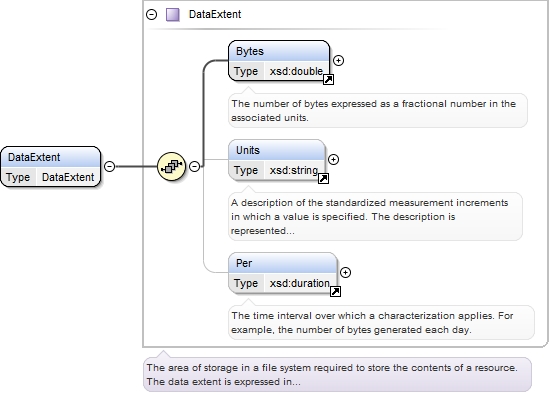 DataExtent
Bytes
Type xsd:double
The number of bytes expressed as a fractional number in the
associated units.
Units
Type xsd:string
DataExtent
Type DataExtent
A description of the standardized measurement increments
in which a value is specified. The description is
represented...
Per
Type xsd:duration
The time interval over which a characterization applies. For
example, the number of bytes generated each day.
The area of storage in a file system required to store the contents of a resource.
The data extent is expressed in...